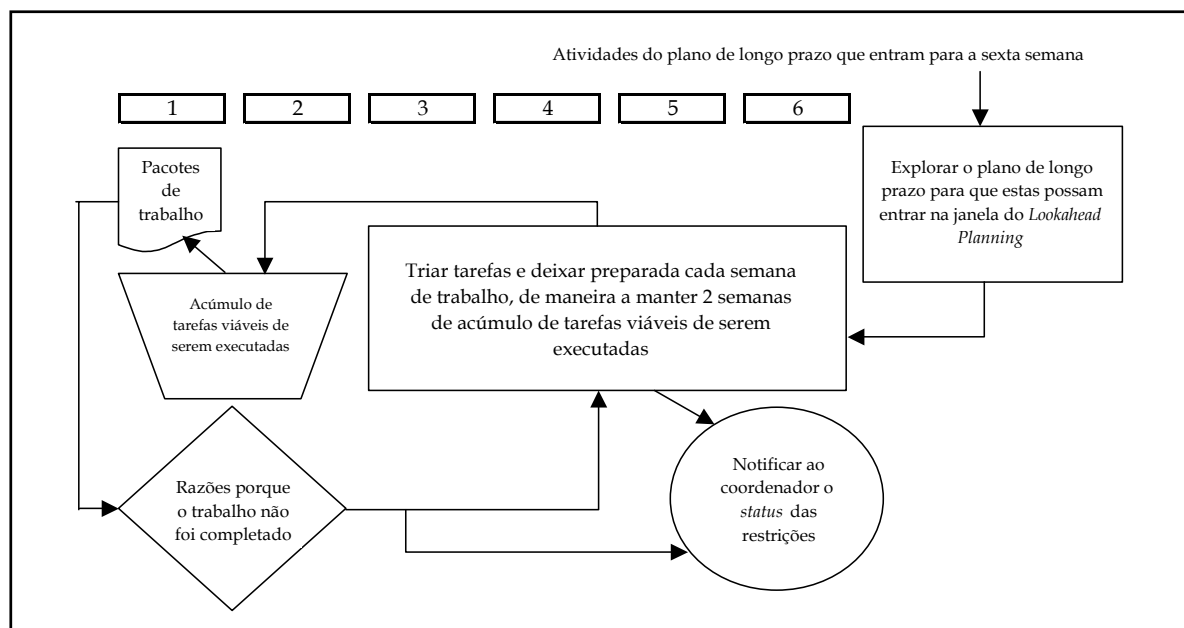 Atividades do plano de longo prazo que entram para a sexta semana
1 2 3 4 5 6
Pacotes
de
trabalho
Explorar o plano de longo
prazo para que estas possam
entrar na janela do Lookahead
Planning
Triar tarefas e deixar preparada cada semana
de trabalho, de maneira a manter 2 semanas
de acúmulo de tarefas viáveis de serem
executadas
Acúmulo de
tarefas viáveis de
serem executadas
Razões porque
o trabalho não
foi completado
Notificar ao
coordenador o
status das
restrições